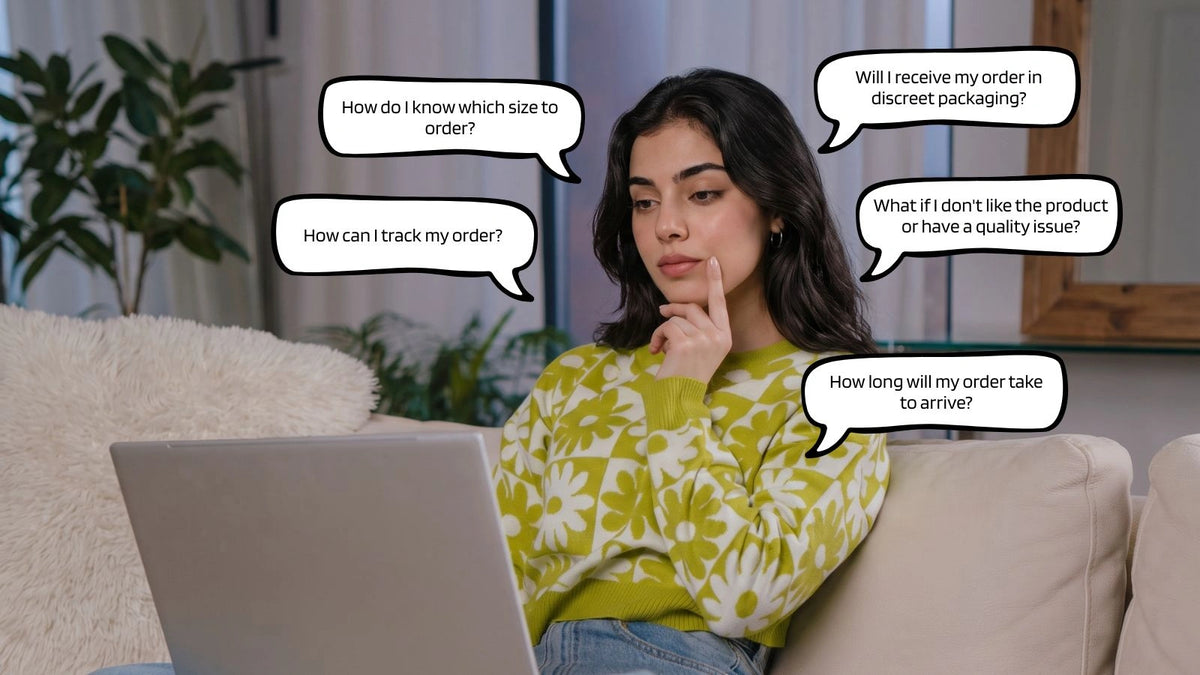 How do I know which size to
order?
How can I track my order?
Will I receive my order in
discreet packaging?
What if I don't like the product
or have a quality issue?
How long will my order take
to arrive?